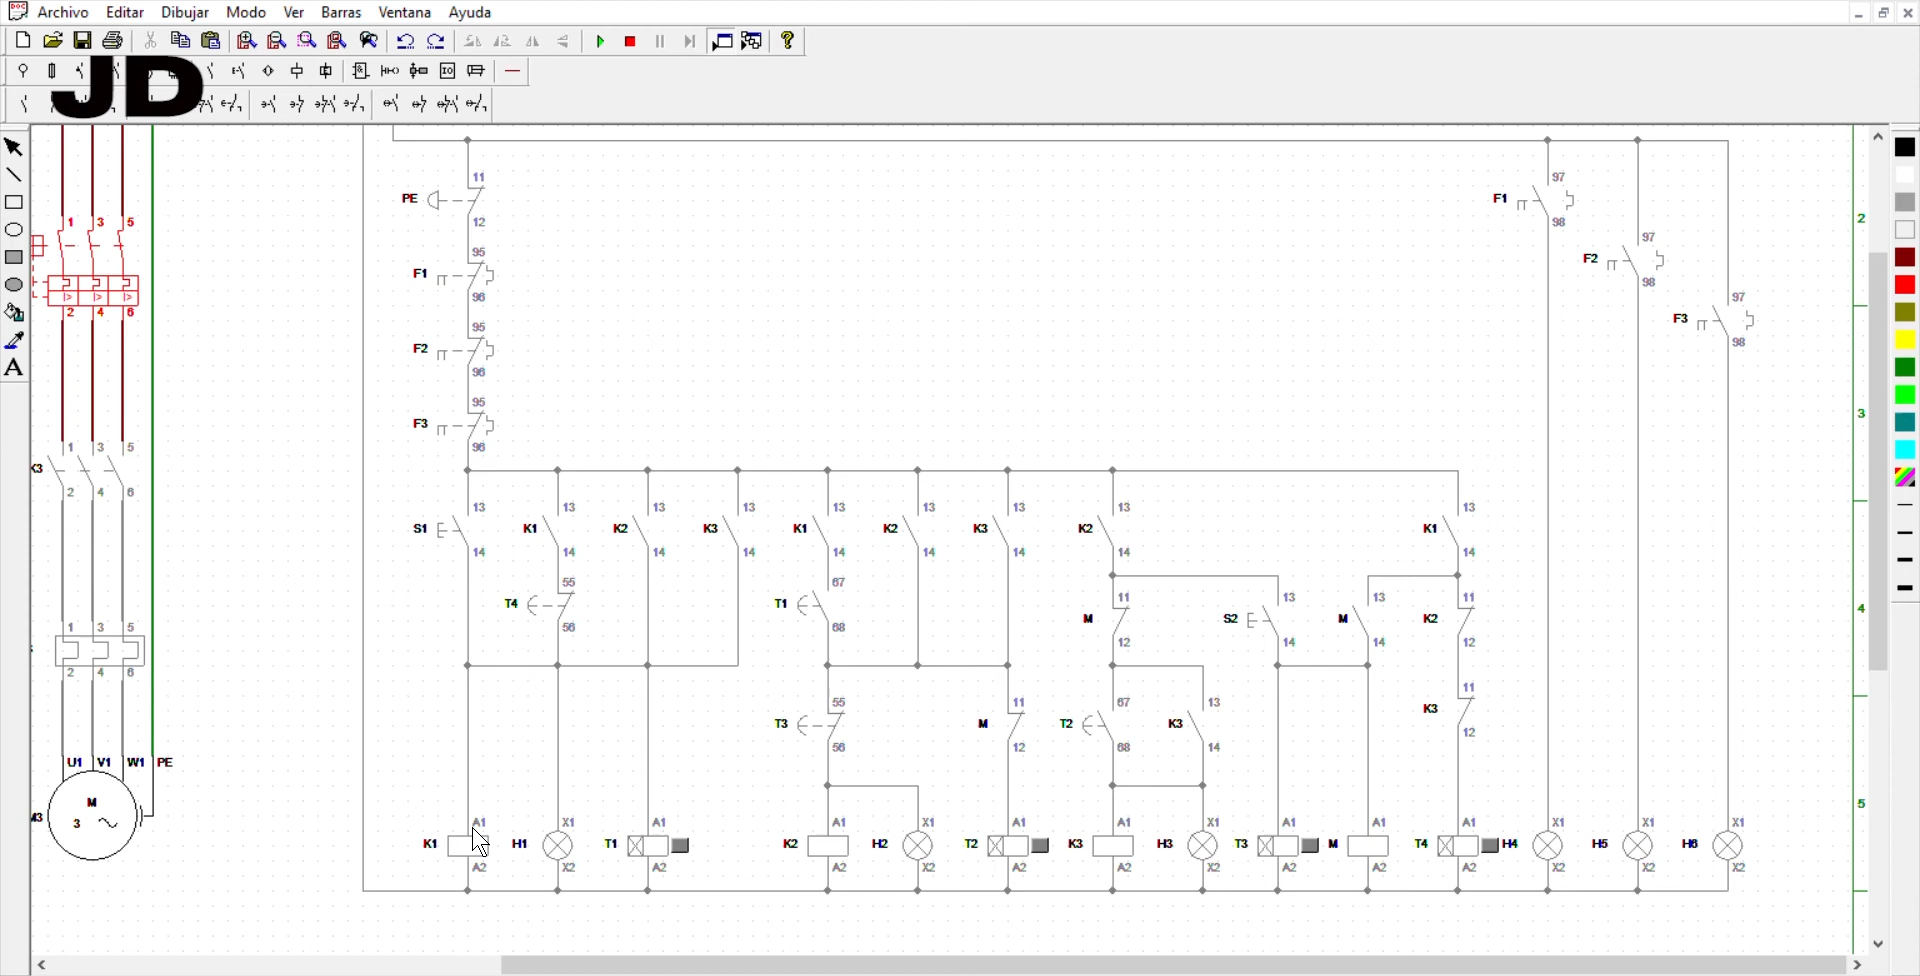 Archivo Editar Dibujar Modo Ver Barras Ventana Ayuda
JD
11
97
PE
F1
12
98
1 3 5
2
97
95
F2
F1
98
96
97
2 4 6
95
F3
98
F2
96
95
3
F3
96
1 3 5
K3
2 4 6
13 13 13 13 13 13 13 13 13
S1 K1 K2 K3 K1 K2 K3 K2 K1
14 14 14 14 14 14 14 14 14
55 67
13 13 11 11
T4 T1
4
M S2 M K2
56 68
12 14 14 12
1 3 5
2 4 6
11
55 11 67 13
K3
T3 M T2 K3
12
56 12 68 14
U1 V1 W1 PE
M
3
5
A1 X1 A1 A1 X1 A1 A1 X1 A1 A1 A1 X1 X1 X1
K1 H1 T1 K2 H2 T2 K3 H3 T3 M T4 H4 H5 H6
A2 X2 A2 A2 X2 A2 A2 X2 A2 A2 A2 X2 X2 X2